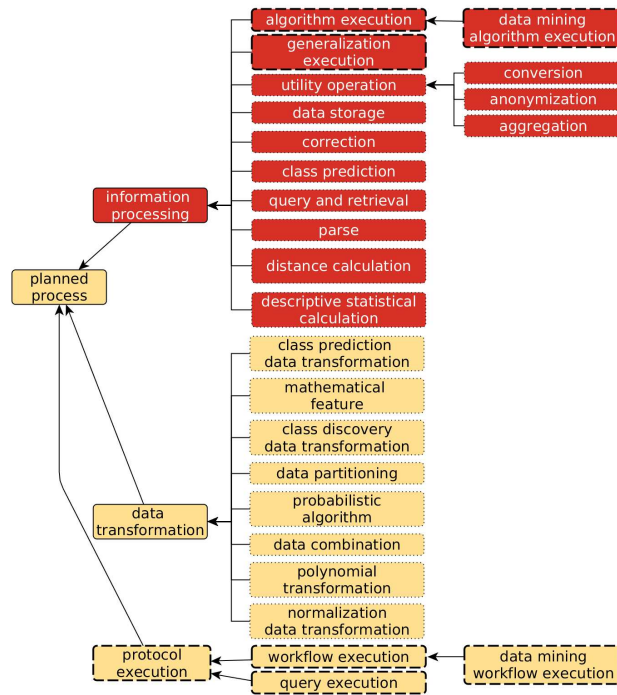 algorithm execution
data mining
algorithm execution
generalization
execution
utility operation
conversion
anonymization
aggregation
data storage
correction
class prediction
query and retrieval
parse
distance calculation
descriptive statistical
calculation
information
processing
planned
process
class prediction
data transformation
mathematical
feature
class discovery
data transformation
data partitioning
probabilistic
algorithm
data combination
polynomial
transformation
normalization
data transformation
data
transformation
protocol
execution
workflow execution
query execution
data mining
workflow execution